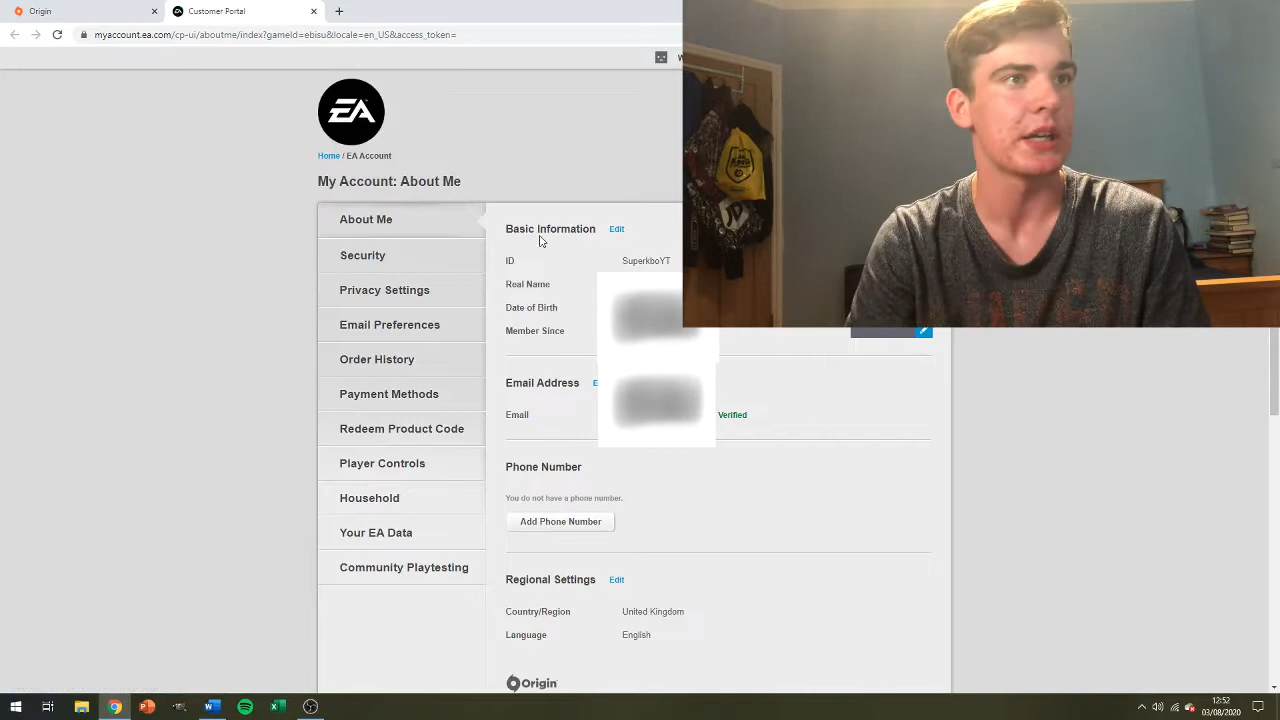 Origin
Customer Portal
myaccount.ea.com/cp-ui/aboutme/index?gameId=ebisu&locale=en_US&access_token=
EA
Home / EA Account
My Account: About Me
About Me
Security
Privacy Settings
Email Preferences
Order History
Payment Methods
Redeem Product Code
Player Controls
Household
Your EA Data
Community Playtesting
Basic Information Edit
ID SuperkboYT
Real Name
Date of Birth
Member Since
Email Address
Email Verified
Phone Number
You do not have a phone number.
Add Phone Number
Regional Settings Edit
Country/Region United Kingdom
Language English
Origin
12:52
03/08/2020